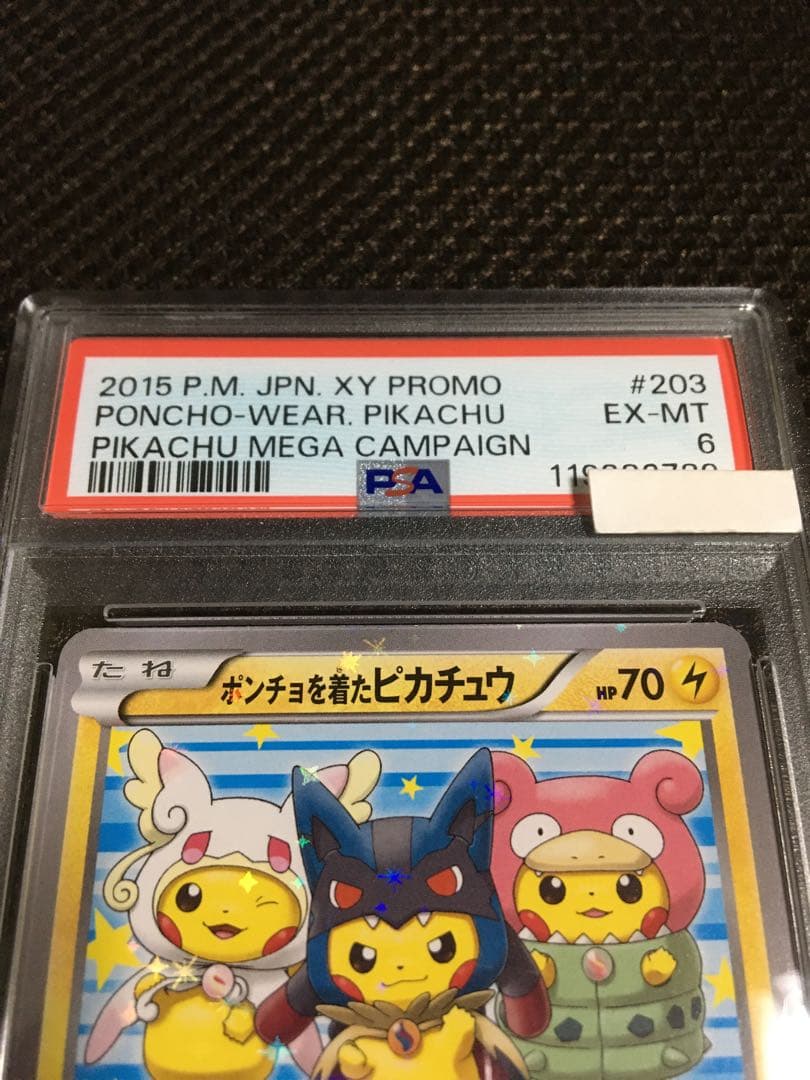 2015 P.M. JPN. XY PROMO #203
PONCHO-WEAR. PIKACHU EX-MT
PIKACHU MEGA CAMPAIGN 6
PSA
たね ポンチョを着たピカチュウ HP70